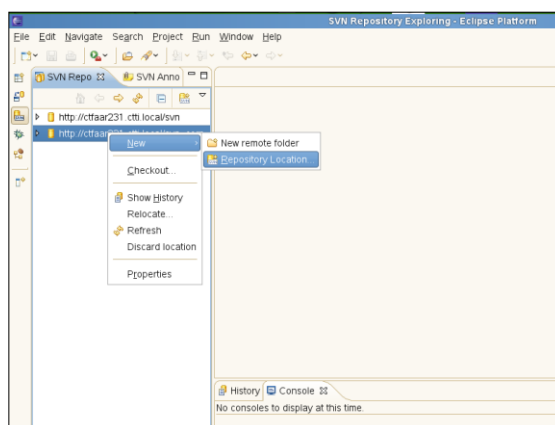 SVN Repository Exploring - Eclipse Platform
File Edit Navigate Search Project Run Window Help
SVN Repo SVN Anno
http://ctfaar231.ctti.local/svn
New
New remote folder
Repository Location...
Checkout...
Show History
Relocate...
Refresh
Discard location
Properties
History Console
No consoles to display at this time.